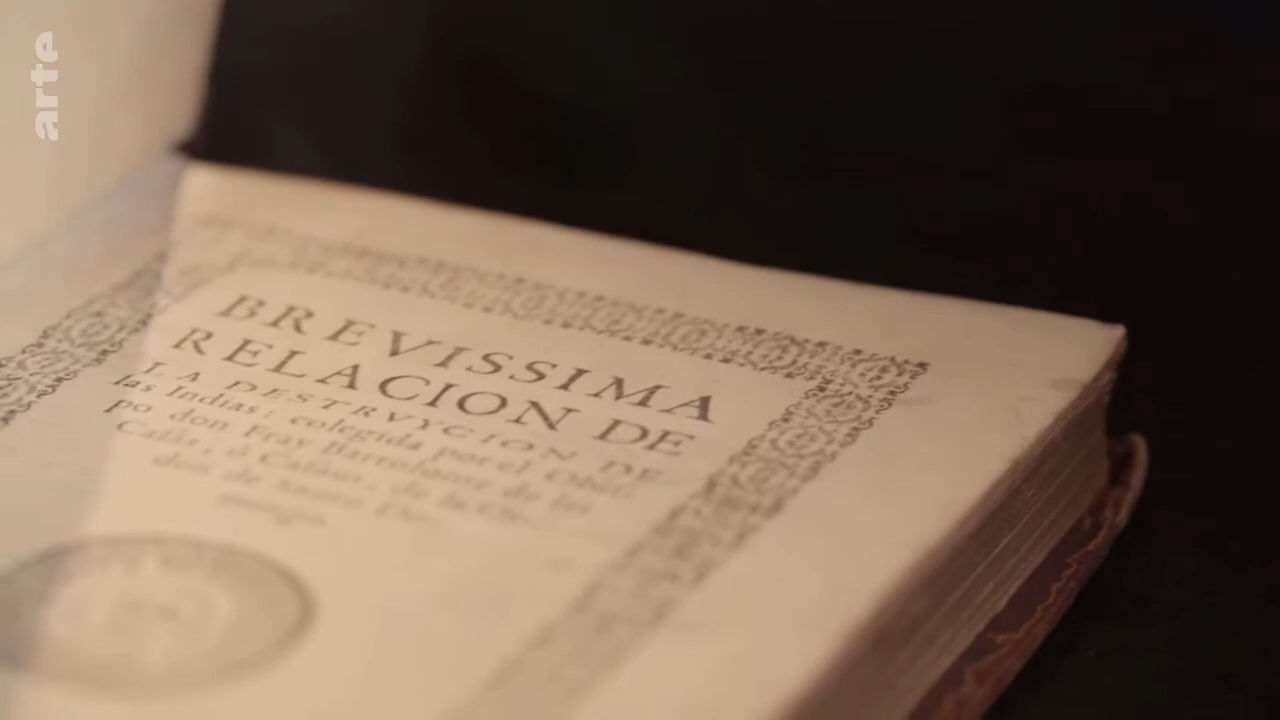 arte
BREVISSIMA
RELACION DE
LA DESTRVYCION DE
las Indias: colegida por el Obis
po don Fray Bartolome de las
Casas, o Casaus, de la Or
den de Santo Do
mingo.